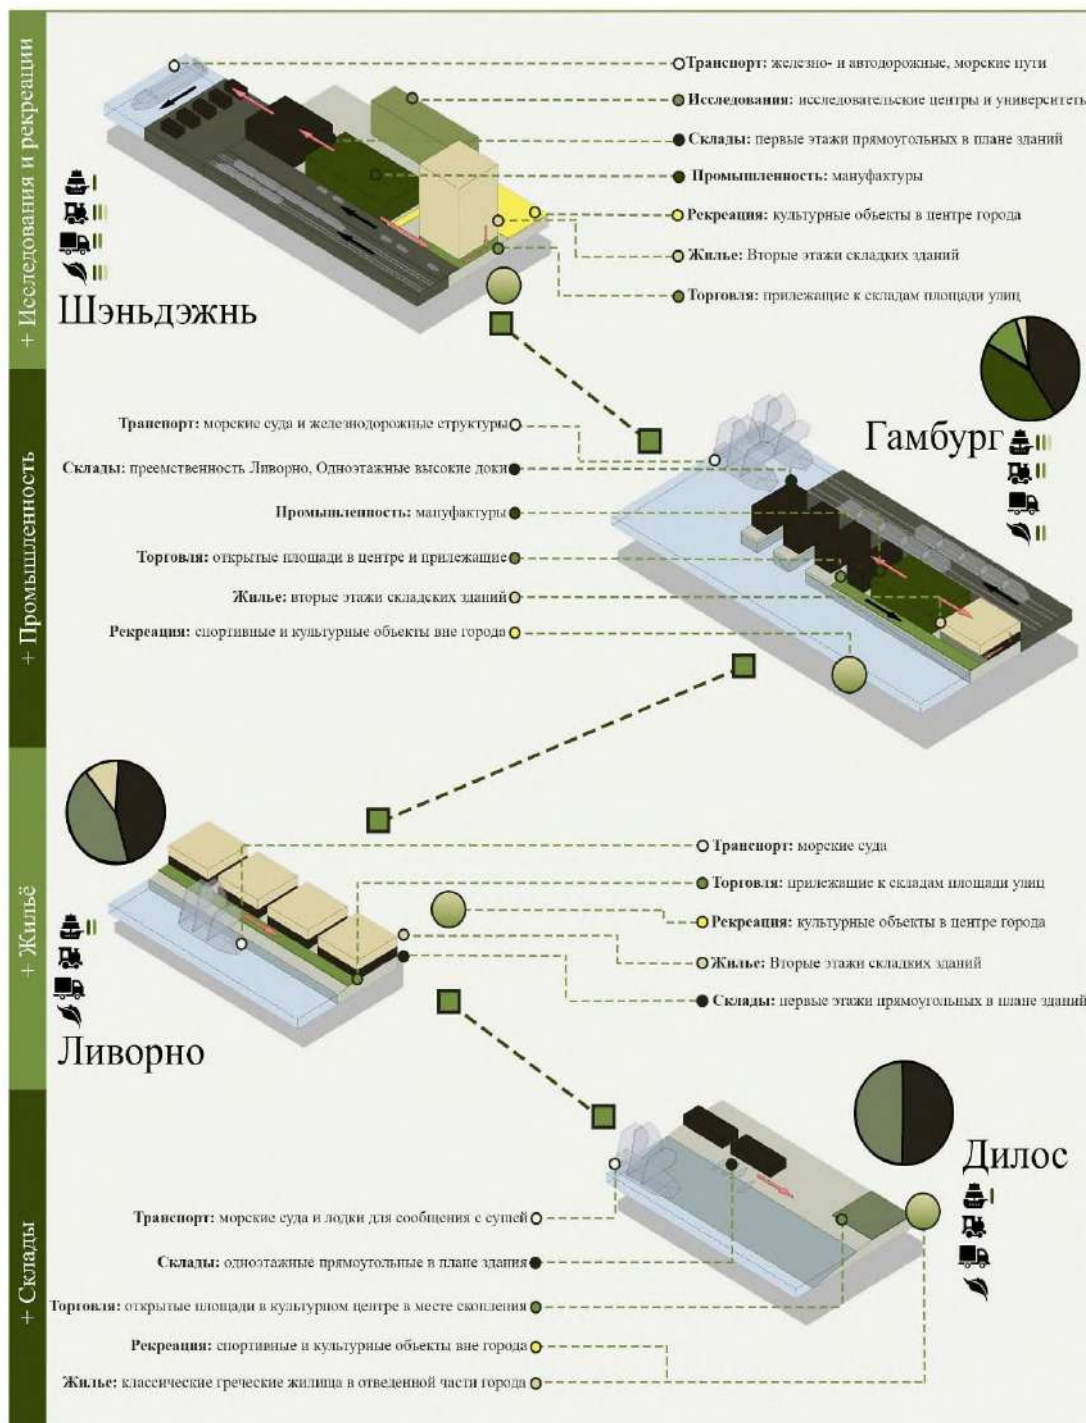 + Исследования и рекреации
Транспорт: железно- и автодорожные, морские пути
Исследования: исследовательские центры и университеты
Склады: первые этажи прямоугольных в плане зданий
Промышленность: мануфактуры
Рекреация: культурные объекты в центре города
Жилье: Вторые этажи складких зданий
Торговля: прилежащие к складам площади улиц
Шэньдэжнь
+ Промышленность
Гамбург
Транспорт: морские суда и железнодорожные структуры
Склады: преемственность Ливорно, Одноэтажные высокие доки
Промышленность: мануфактуры
Торговля: открытые площади в центре и прилежащие
Жилье: вторые этажи складских зданий
Рекреация: спортивные и культурные объекты вне города
+ Жильё
Транспорт: морские суда
Торговля: прилежащие к складам площади улиц
Рекреация: культурные объекты в центре города
Жилье: Вторые этажи складких зданий
Склады: первые этажи прямоугольных в плане зданий
Ливорно
+ Склады
Дилос
Транспорт: морские суда и лодки для сообщения с сушей
Склады: одноэтажные прямоугольные в плане здания
Торговля: открытые площади в культурном центре в месте скопления
Рекреация: спортивные и культурные объекты вне города
Жилье: классические греческие жилища в отведенной части города